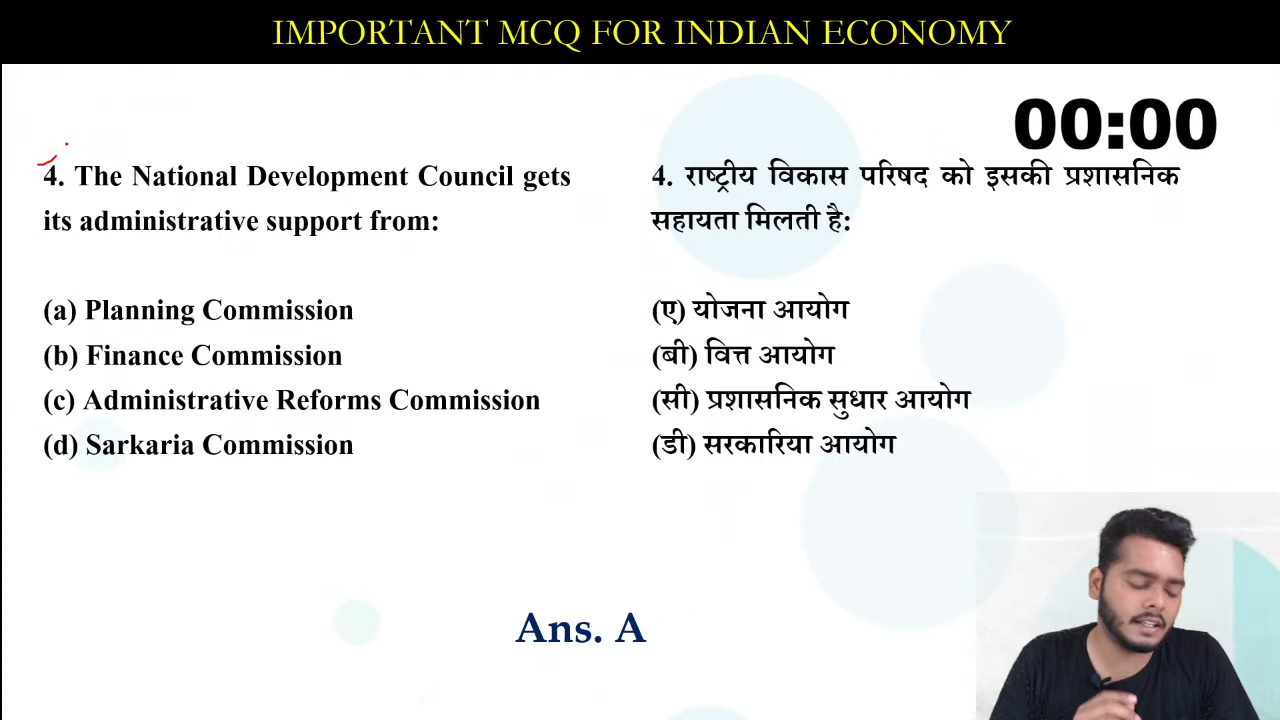 IMPORTANT MCQ FOR INDIAN ECONOMY
00:00
4. The National Development Council gets
its administrative support from:
(a) Planning Commission
(b) Finance Commission
(c) Administrative Reforms Commission
(d) Sarkaria Commission
4. राष्ट्रीय विकास परिषद को इसकी प्रशासनिक
सहायता मिलती है:
(ए) योजना आयोग
(बी) वित्त आयोग
(सी) प्रशासनिक सुधार आयोग
(डी) सरकारिया आयोग
Ans. A